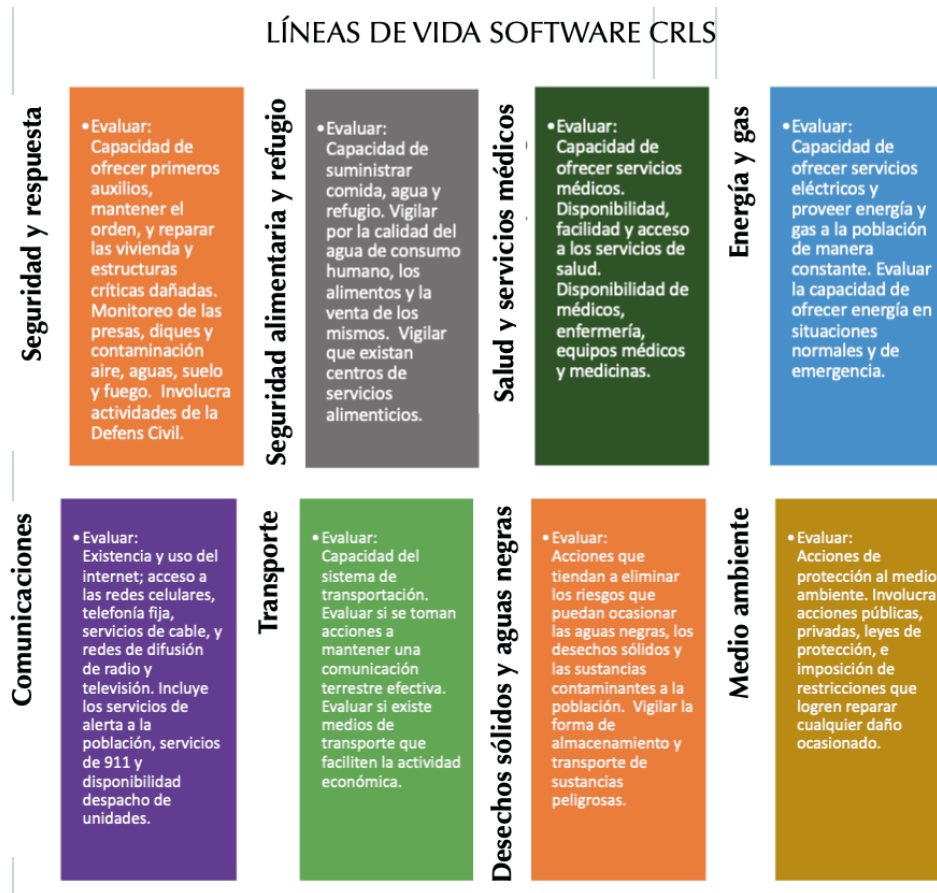 LÍNEAS DE VIDA SOFTWARE CRLS
Seguridad y respuesta
• Evaluar:
Capacidad de
ofrecer primeros
auxilios,
mantener el
orden, y reparar
las vivienda y
estructuras
críticas dañadas.
Monitoreo de las
presas, diques y
contaminación
aire, aguas, suelo
y fuego. Involucra
actividades de la
Defens Civil.
Seguridad alimentaria y refugio
• Evaluar:
Capacidad de
suministrar
comida, agua y
refugio. Vigilar
por la calidad del
agua de consumo
humano, los
alimentos y la
venta de los
mismos. Vigilar
que existan
centros de
servicios
alimenticios.
Salud y servicios médicos
• Evaluar:
Capacidad de
ofrecer servicios
médicos.
Disponibilidad,
facilidad y acceso
a los servicios de
salud.
Disponibilidad de
médicos,
enfermería,
equipos médicos
y medicinas.
Energía y gas
• Evaluar:
Capacidad de
ofrecer servicios
eléctricos y
proveer energía y
gas a la población
de manera
constante. Evaluar
la capacidad de
ofrecer energía en
situaciones
normales y de
emergencia.
Comunicaciones
• Evaluar:
Existencia y uso del
internet; acceso a
las redes celulares,
telefonía fija,
servicios de cable, y
redes de difusión
de radio y
televisión. Incluye
los servicios de
alerta a la
población, servicios
de 911 y
disponibilidad
despacho de
unidades.
Transporte
• Evaluar:
Capacidad del
sistema de
transportación.
Evaluar si se toman
acciones a
mantener una
comunicación
terrestre efectiva.
Evaluar si existe
medios de
transporte que
faciliten la actividad
económica.
Desechos sólidos y aguas negras
• Evaluar:
Acciones que
tiendan a eliminar
los riesgos que
puedan ocasionar
las aguas negras, los
desechos sólidos y
las sustancias
contaminantes a la
población. Vigilar la
forma de
almacenamiento y
transporte de
sustancias
peligrosas.
Medio ambiente
• Evaluar:
Acciones de
protección al medio
ambiente. Involucra
acciones públicas,
privadas, leyes de
protección, e
imposición de
restricciones que
logren reparar
cualquier daño
ocasionado.